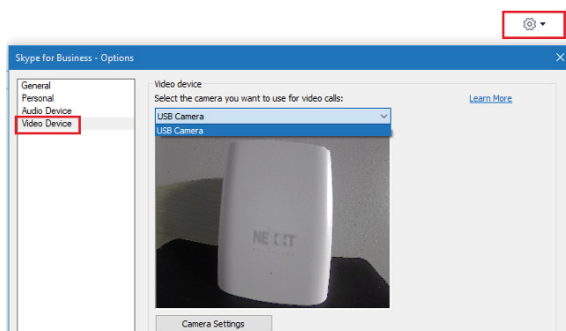 Skype for Business - Options
General
Personal
Audio Device
Video Device
Video device
Select the camera you want to use for video calls:
Learn More
USB Camera
USB Camera
Camera Settings